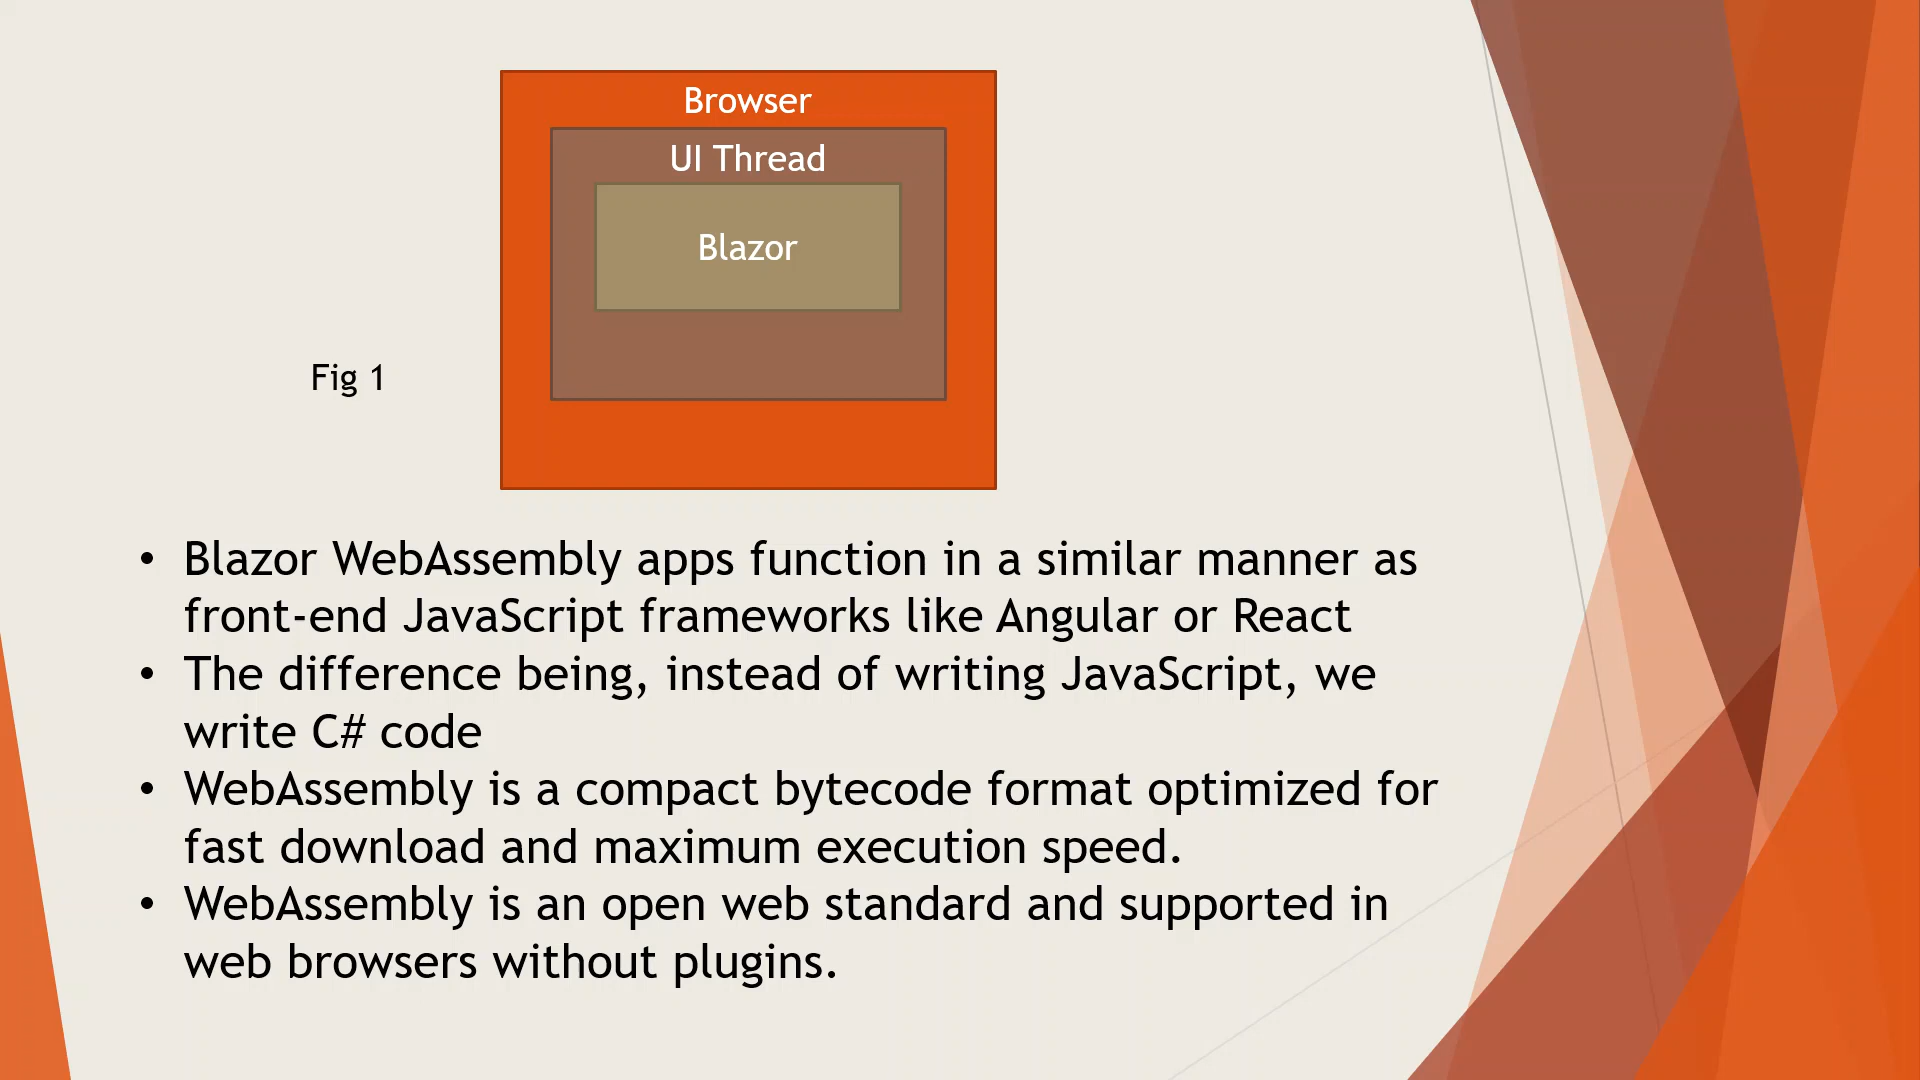 Browser
UI Thread
Blazor
Fig 1
• Blazor WebAssembly apps function in a similar manner as
front-end JavaScript frameworks like Angular or React
• The difference being, instead of writing JavaScript, we
write C# code
• WebAssembly is a compact bytecode format optimized for
fast download and maximum execution speed.
• WebAssembly is an open web standard and supported in
web browsers without plugins.